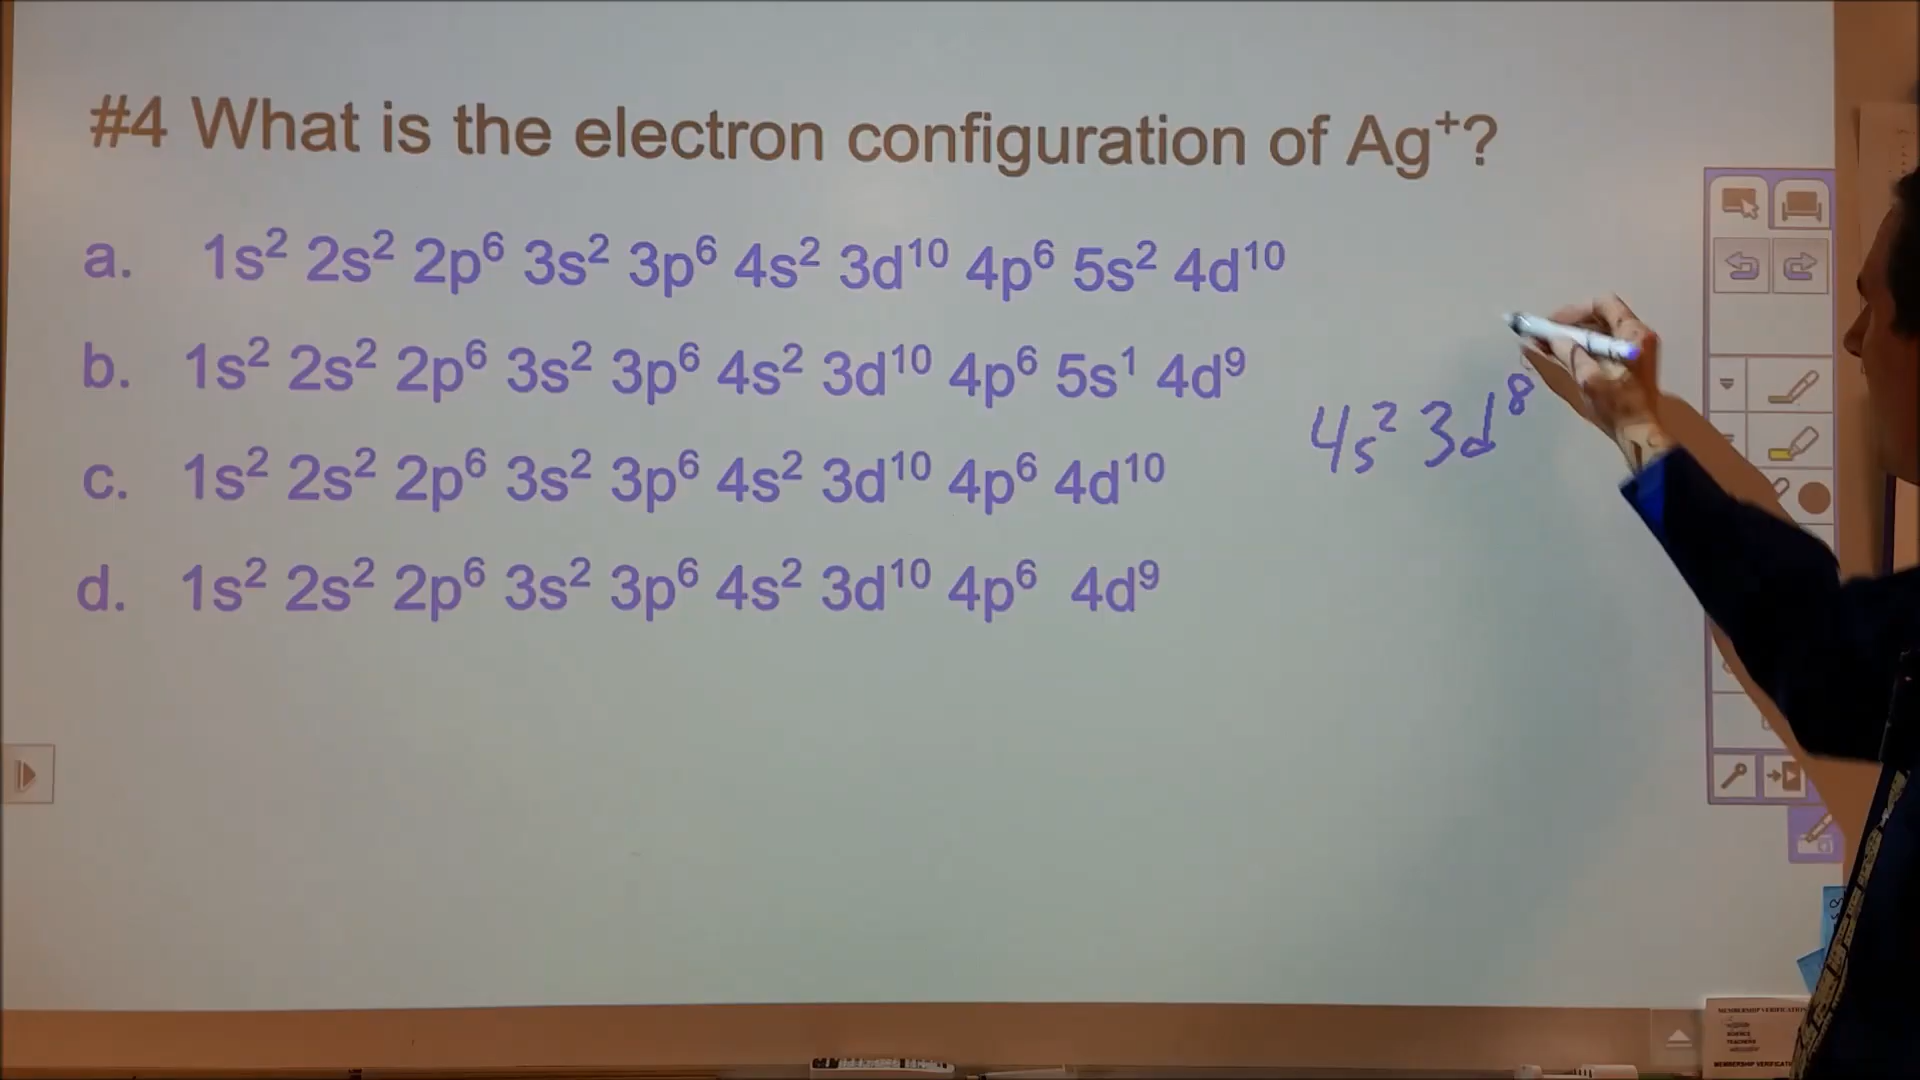 #4 What is the electron configuration of Ag⁺?
a. 1s² 2s² 2p⁶ 3s² 3p⁶ 4s² 3d¹⁰ 4p⁶ 5s² 4d¹⁰
b. 1s² 2s² 2p⁶ 3s² 3p⁶ 4s² 3d¹⁰ 4p⁶ 5s¹ 4d⁹
4s² 3d⁸
c. 1s² 2s² 2p⁶ 3s² 3p⁶ 4s² 3d¹⁰ 4p⁶ 4d¹⁰
d. 1s² 2s² 2p⁶ 3s² 3p⁶ 4s² 3d¹⁰ 4p⁶ 4d⁹
SCIENCE
TEACHERS